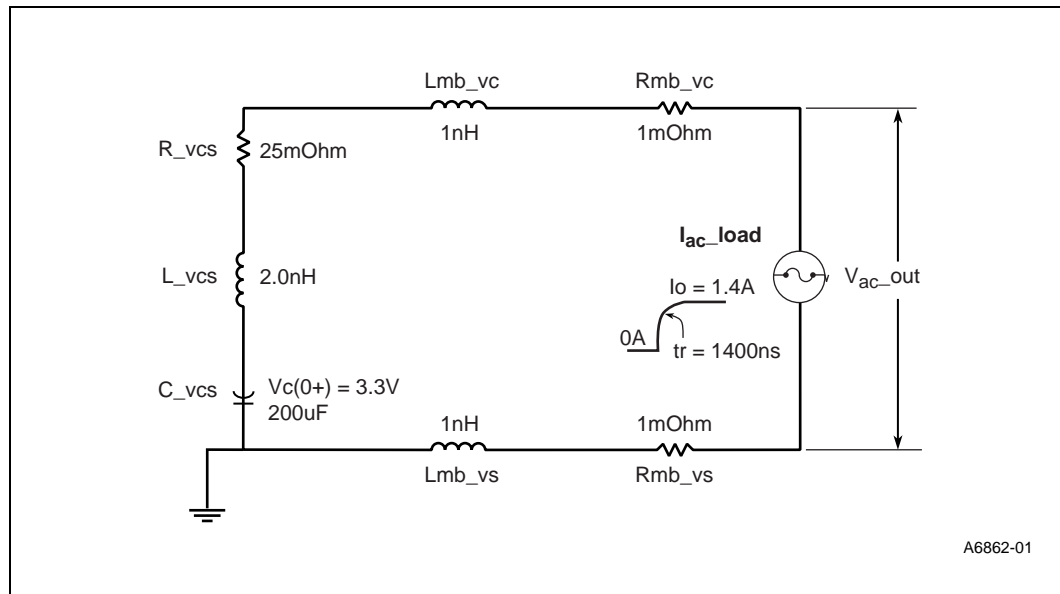 Lmb_vc
Rmb_vc
1nH
1mOhm
R_vcs
25mOhm
Iac_load
L_vcs
2.0nH
Vac_out
Io = 1.4A
0A
tr = 1400ns
C_vcs
Vc(0+) = 3.3V
200uF
1nH
1mOhm
Lmb_vs
Rmb_vs
A6862-01